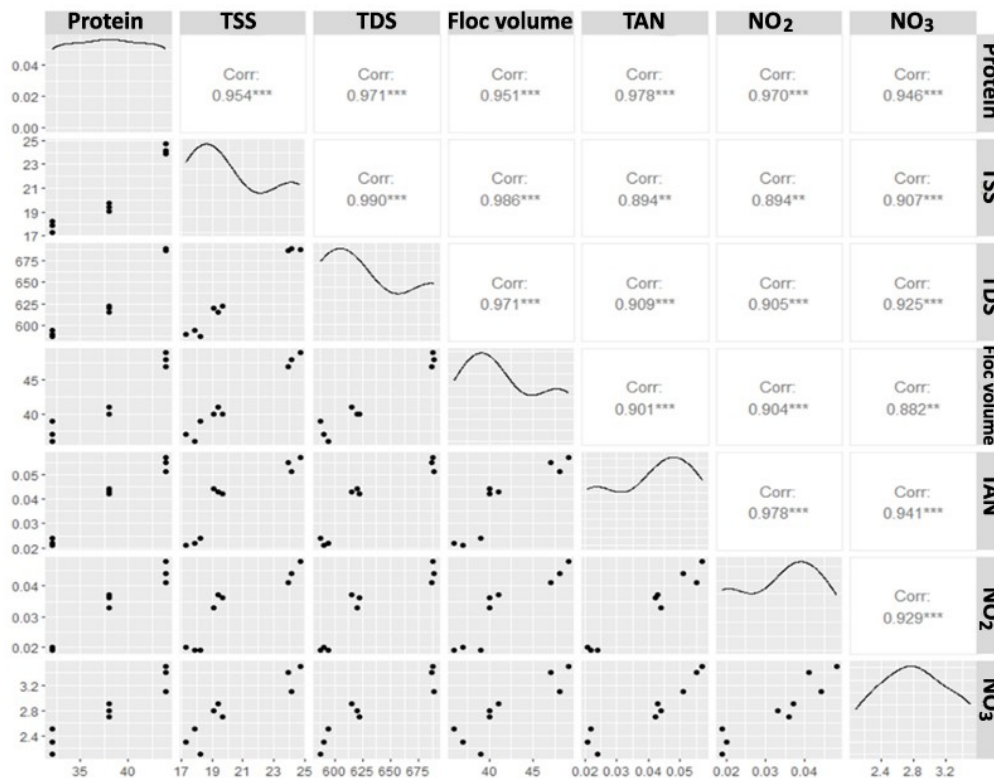 Protein TSS TDS Floc volume TAN NO₂ NO₃
0.04
0.02
0.00
Corr:
0.954***
Corr:
0.971***
Corr:
0.951***
Corr:
0.978***
Corr:
0.970***
Corr:
0.946***
Protein
25
23
21
19
17
Corr:
0.990***
Corr:
0.986***
Corr:
0.894**
Corr:
0.894**
Corr:
0.907***
TSS
675
650
625
600
Corr:
0.971***
Corr:
0.909***
Corr:
0.905***
Corr:
0.925***
TDS
45
40
Corr:
0.901***
Corr:
0.904***
Corr:
0.882**
Floc volume
0.05
0.04
0.03
0.02
Corr:
0.978***
Corr:
0.941***
TAN
0.04
0.03
0.02
Corr:
0.929***
NO₂
3.2
2.8
2.4
NO₃
35 40 17 19 21 23 25 600 625 650 675 40 45 0.02 0.03 0.04 0.05 0.02 0.03 0.04 2.4 2.8 3.2